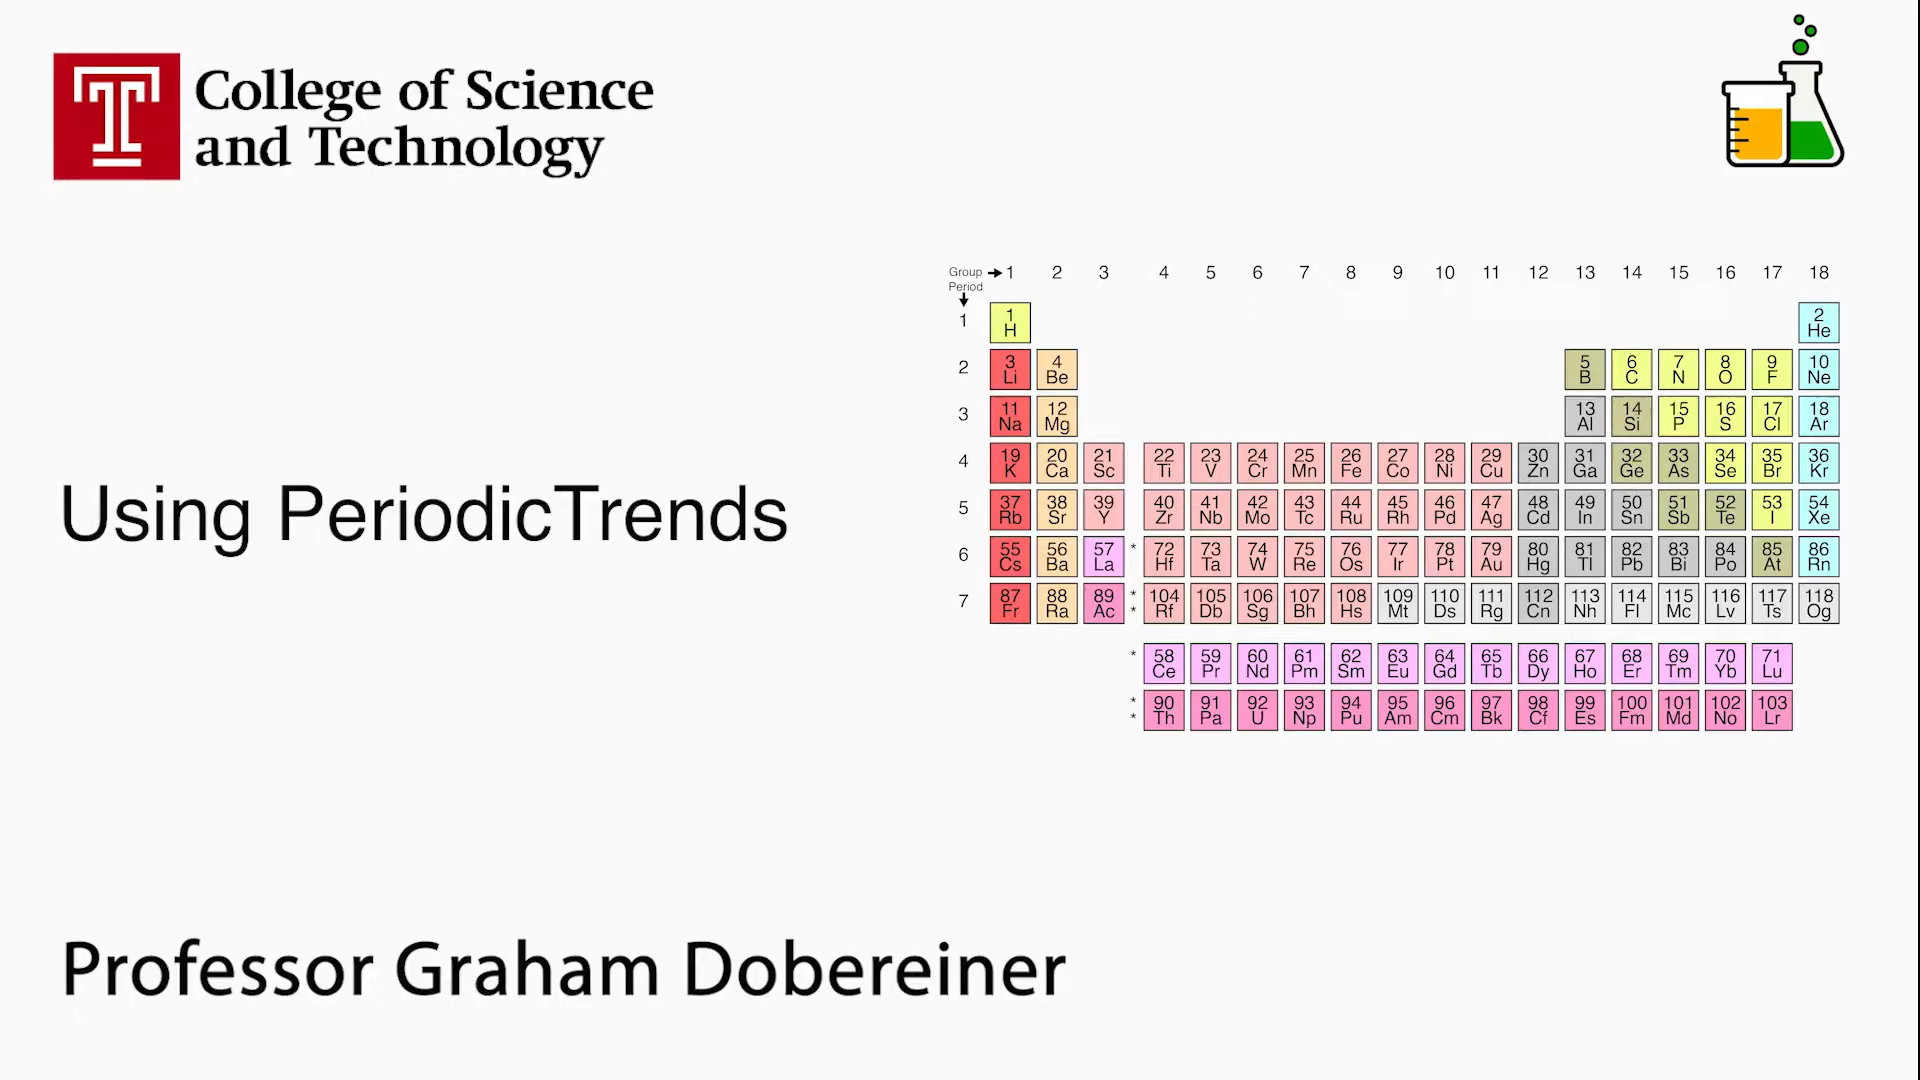 College of Science
and Technology
Using PeriodicTrends
Group → 1 2 3 4 5 6 7 8 9 10 11 12 13 14 15 16 17 18
Period
↓
1 1 H 2 He
2 3 Li 4 Be 5 B 6 C 7 N 8 O 9 F 10 Ne
3 11 Na 12 Mg 13 Al 14 Si 15 P 16 S 17 Cl 18 Ar
4 19 K 20 Ca 21 Sc 22 Ti 23 V 24 Cr 25 Mn 26 Fe 27 Co 28 Ni 29 Cu 30 Zn 31 Ga 32 Ge 33 As 34 Se 35 Br 36 Kr
5 37 Rb 38 Sr 39 Y 40 Zr 41 Nb 42 Mo 43 Tc 44 Ru 45 Rh 46 Pd 47 Ag 48 Cd 49 In 50 Sn 51 Sb 52 Te 53 I 54 Xe
6 55 Cs 56 Ba 57 La * 72 Hf 73 Ta 74 W 75 Re 76 Os 77 Ir 78 Pt 79 Au 80 Hg 81 Tl 82 Pb 83 Bi 84 Po 85 At 86 Rn
7 87 Fr 88 Ra 89 Ac * * 104 Rf 105 Db 106 Sg 107 Bh 108 Hs 109 Mt 110 Ds 111 Rg 112 Cn 113 Nh 114 Fl 115 Mc 116 Lv 117 Ts 118 Og
* 58 Ce 59 Pr 60 Nd 61 Pm 62 Sm 63 Eu 64 Gd 65 Tb 66 Dy 67 Ho 68 Er 69 Tm 70 Yb 71 Lu
* * 90 Th 91 Pa 92 U 93 Np 94 Pu 95 Am 96 Cm 97 Bk 98 Cf 99 Es 100 Fm 101 Md 102 No 103 Lr
Professor Graham Dobereiner